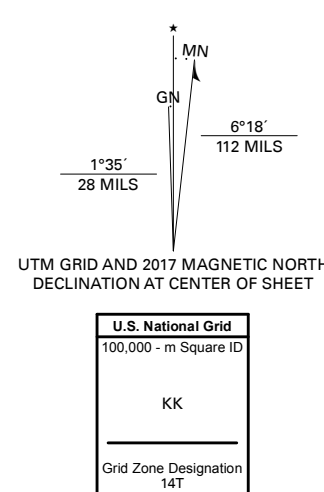 ★
MN
GN
6°18´
112 MILS
1°35´
28 MILS
UTM GRID AND 2017 MAGNETIC NORTH
DECLINATION AT CENTER OF SHEET
U.S. National Grid
100,000 - m Square ID
KK
Grid Zone Designation
14T